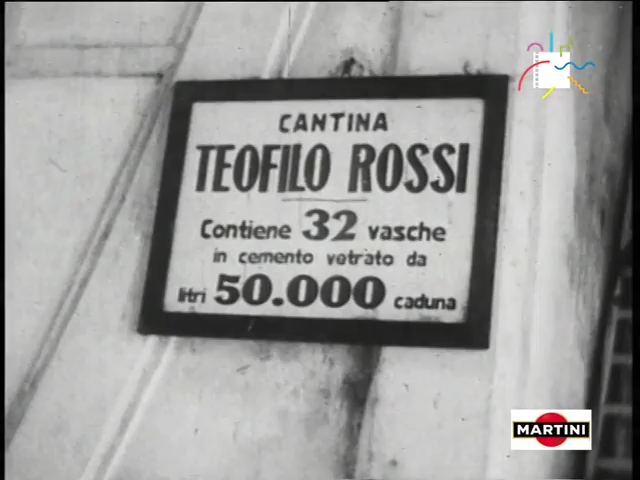 CANTINA
TEOFILO ROSSI
Contiene 32 vasche
in cemento vetrato da
litri 50.000 caduna
MARTINI